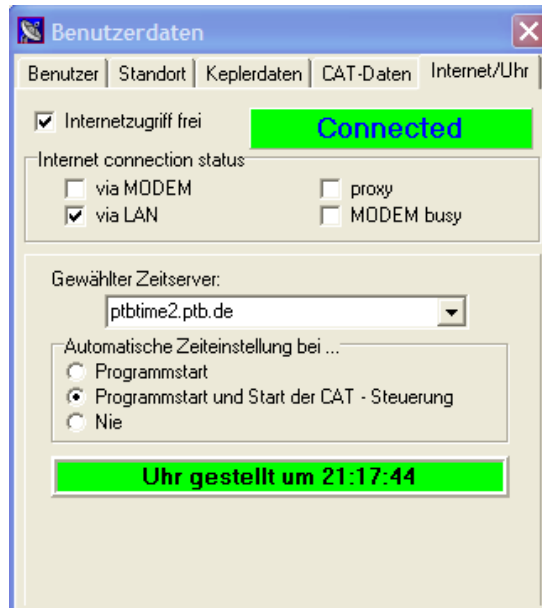 Benutzerdaten
Benutzer Standort Keplerdaten CAT-Daten Internet/Uhr
Internetzugriff frei Connected
Internet connection status
via MODEM proxy
via LAN MODEM busy
Gewählter Zeitserver:
ptbtime2.ptb.de
Automatische Zeiteinstellung bei ...
Programmstart
Programmstart und Start der CAT - Steuerung
Nie
Uhr gestellt um 21:17:44